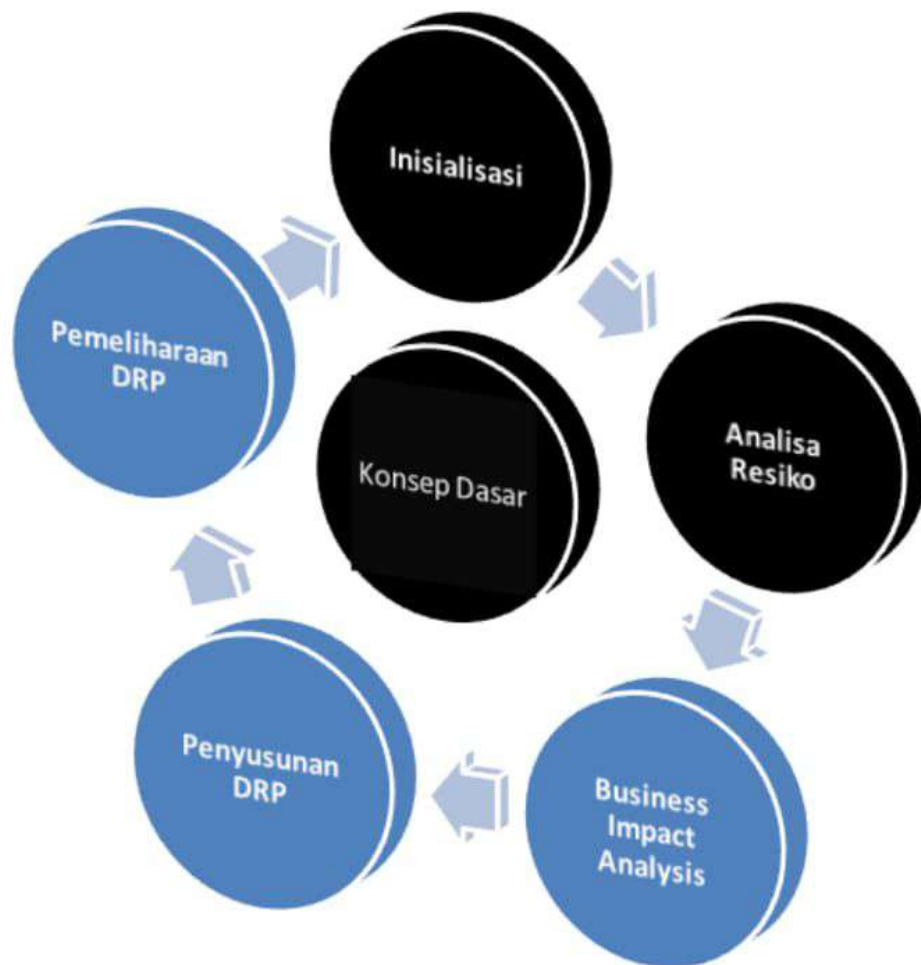 Inisialisasi
Analisa
Resiko
Business
Impact
Analysis
Penyusunan
DRP
Pemeliharaan
DRP
Konsep Dasar